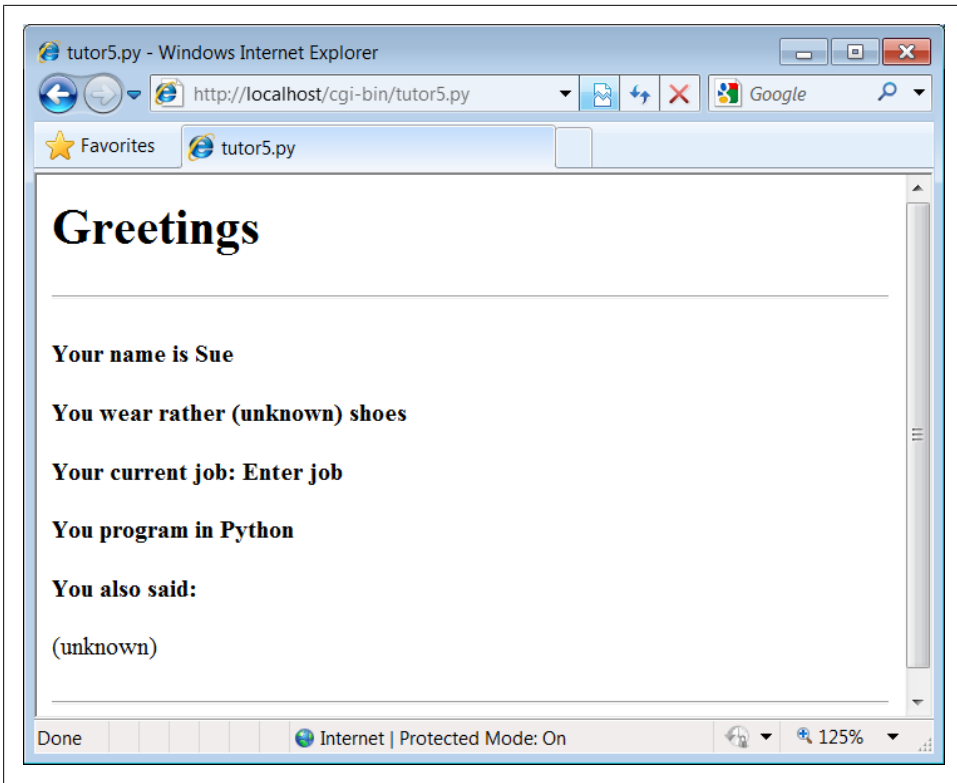 tutor5.py - Windows Internet Explorer
http://localhost/cgi-bin/tutor5.py
Google
Favorites
tutor5.py
Greetings
Your name is Sue
You wear rather (unknown) shoes
Your current job: Enter job
You program in Python
You also said:
(unknown)
Done
Internet | Protected Mode: On
125%